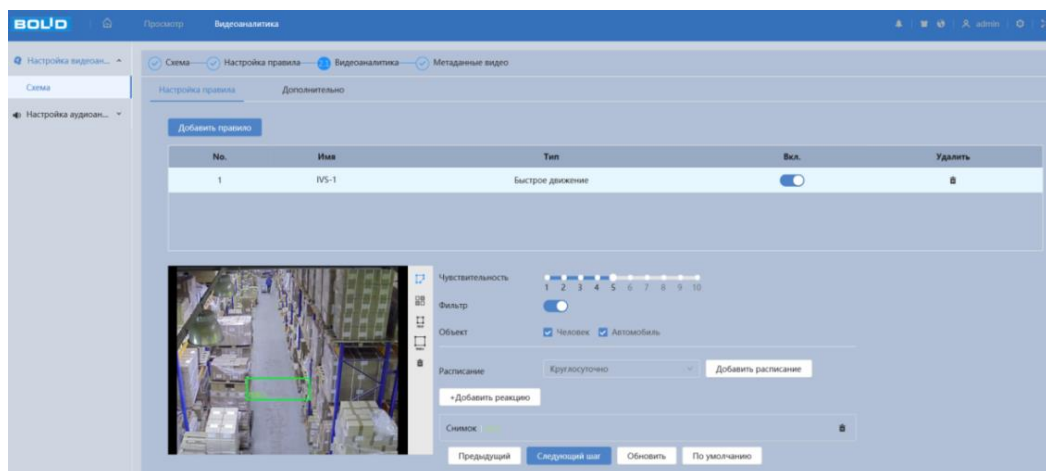 BOLID Просмотр Видеоаналитика admin
Настройка видеоан...
Схема
Настройка аудиоан...
Схема Настройка правила Видеоаналитика Метаданные видео
Настройка правила Дополнительно
Добавить правило
No. Имя Тип Вкл. Удалить
1 IVS-1 Быстрое движение
Чувствительность
1 2 3 4 5 6 7 8 9 10
Фильтр
Объект Человек Автомобиль
Расписание Круглосуточно Добавить расписание
+Добавить реакцию
Снимок
Предыдущий Следующий шаг Обновить По умолчанию